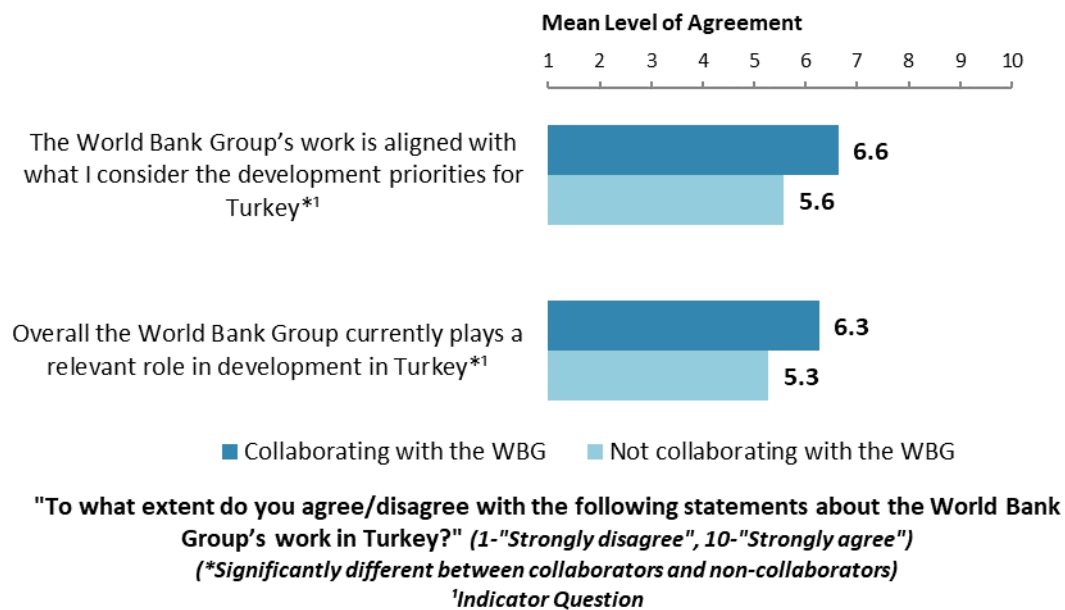 Mean Level of Agreement
1 2 3 4 5 6 7 8 9 10
The World Bank Group’s work is aligned with
what I consider the development priorities for
Turkey*¹
6.6
5.6
Overall the World Bank Group currently plays a
relevant role in development in Turkey*¹
6.3
5.3
Collaborating with the WBG Not collaborating with the WBG
"To what extent do you agree/disagree with the following statements about the World Bank
Group’s work in Turkey?" (1-"Strongly disagree", 10-"Strongly agree")
(*Significantly different between collaborators and non-collaborators)
¹Indicator Question